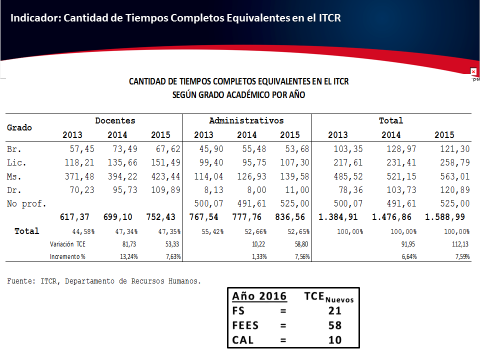 Indicador: Cantidad de Tiempos Completos Equivalentes en el ITCR
CANTIDAD DE TIEMPOS COMPLETOS EQUIVALENTES EN EL ITCR
SEGÚN GRADO ACADÉMICO POR AÑO
Grado Docentes Administrativos Total
2013 2014 2015 2013 2014 2015 2013 2014 2015
Br. 57,45 73,49 67,62 45,90 55,48 53,68 103,35 128,97 121,30
Lic. 118,21 135,66 151,49 99,40 95,75 107,30 217,61 231,41 258,79
Ms. 371,48 394,22 423,44 114,04 126,93 139,58 485,52 521,15 563,01
Dr. 70,23 95,73 109,89 8,13 8,00 11,00 78,36 103,73 120,89
No prof. 500,07 491,61 525,00 500,07 491,61 525,00
617,37 699,10 752,43 767,54 777,76 836,56 1.384,91 1.476,86 1.588,99
Total 44,58% 47,34% 47,35% 55,42% 52,66% 52,65% 100,00% 100,00% 100,00%
Variación TCE 81,73 53,33 10,22 58,80 91,95 112,13
Incremento % 13,24% 7,63% 1,33% 7,56% 6,64% 7,59%
Fuente: ITCR, Departamento de Recursos Humanos.
Año 2016 TCE Nuevos
FS = 21
FEES = 58
CAL = 10